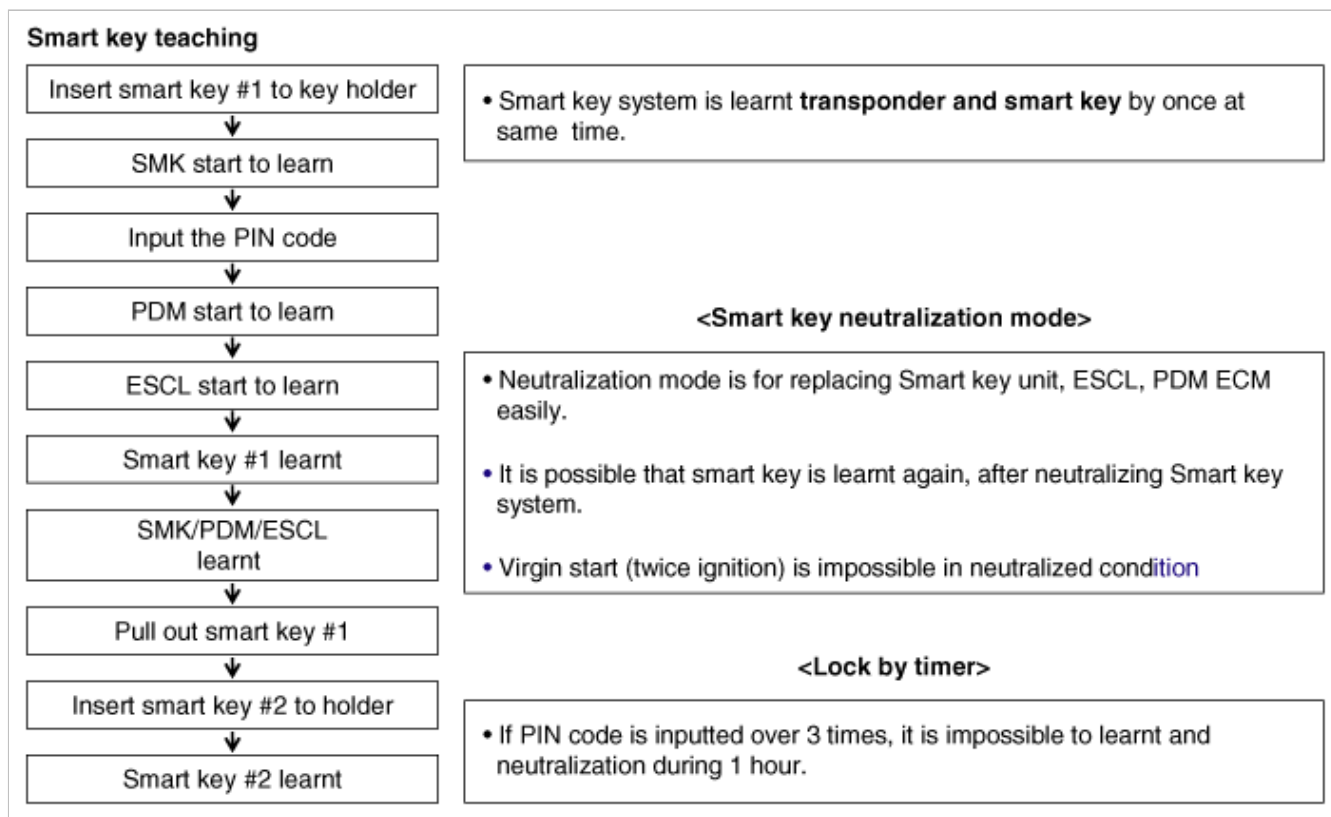 Smart key teaching
Insert smart key #1 to key holder
SMK start to learn
Input the PIN code
PDM start to learn
ESCL start to learn
Smart key #1 learnt
SMK/PDM/ESCL
learnt
Pull out smart key #1
Insert smart key #2 to holder
Smart key #2 learnt
• Smart key system is learnt transponder and smart key by once at
same time.
<Smart key neutralization mode>
• Neutralization mode is for replacing Smart key unit, ESCL, PDM ECM
easily.
• It is possible that smart key is learnt again, after neutralizing Smart key
system.
• Virgin start (twice ignition) is impossible in neutralized condition
<Lock by timer>
• If PIN code is inputted over 3 times, it is impossible to learnt and
neutralization during 1 hour.